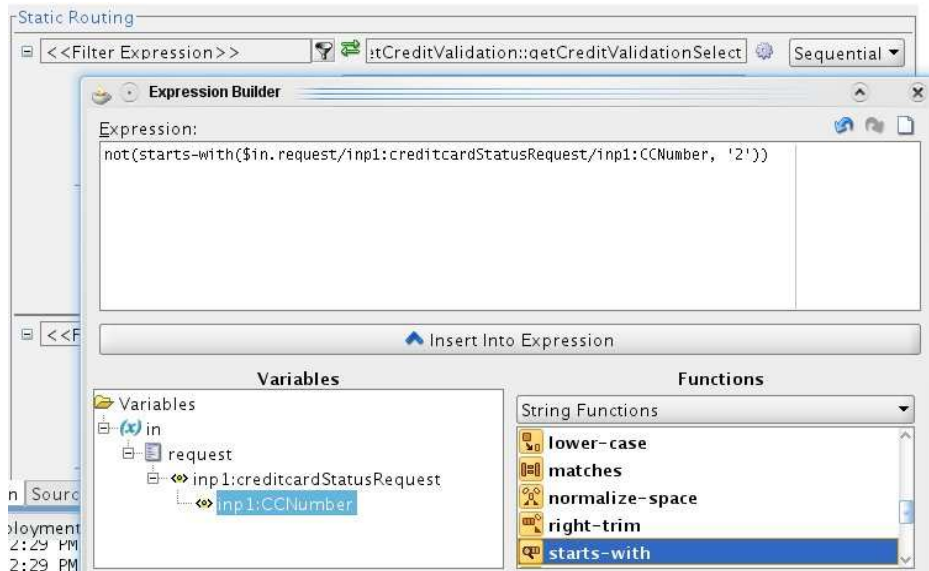 Static Routing
<<Filter Expression>>
tCreditValidation::getCreditValidationSelect
Sequential
Expression Builder
Expression:
not(starts-with($in.request/inp1:creditcardStatusRequest/inp1:CCNumber, '2'))
<<F
Insert Into Expression
Variables
Functions
Variables
String Functions
(x) in
request
inp1:creditcardStatusRequest
inp1:CCNumber
lower-case
matches
normalize-space
right-trim
starts-with
n Sourc
ployment
2:29 PM
2:29 PM